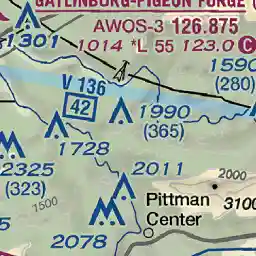 GATLINBURG-PIGEON FORGE
AWOS-3 126.875
1014 *L 55 123.0 C
1301
1590
(280)
V 136
42
1990
(365)
1728
2325
(323)
2011
2000
1500
Pittman
Center
3100
2078